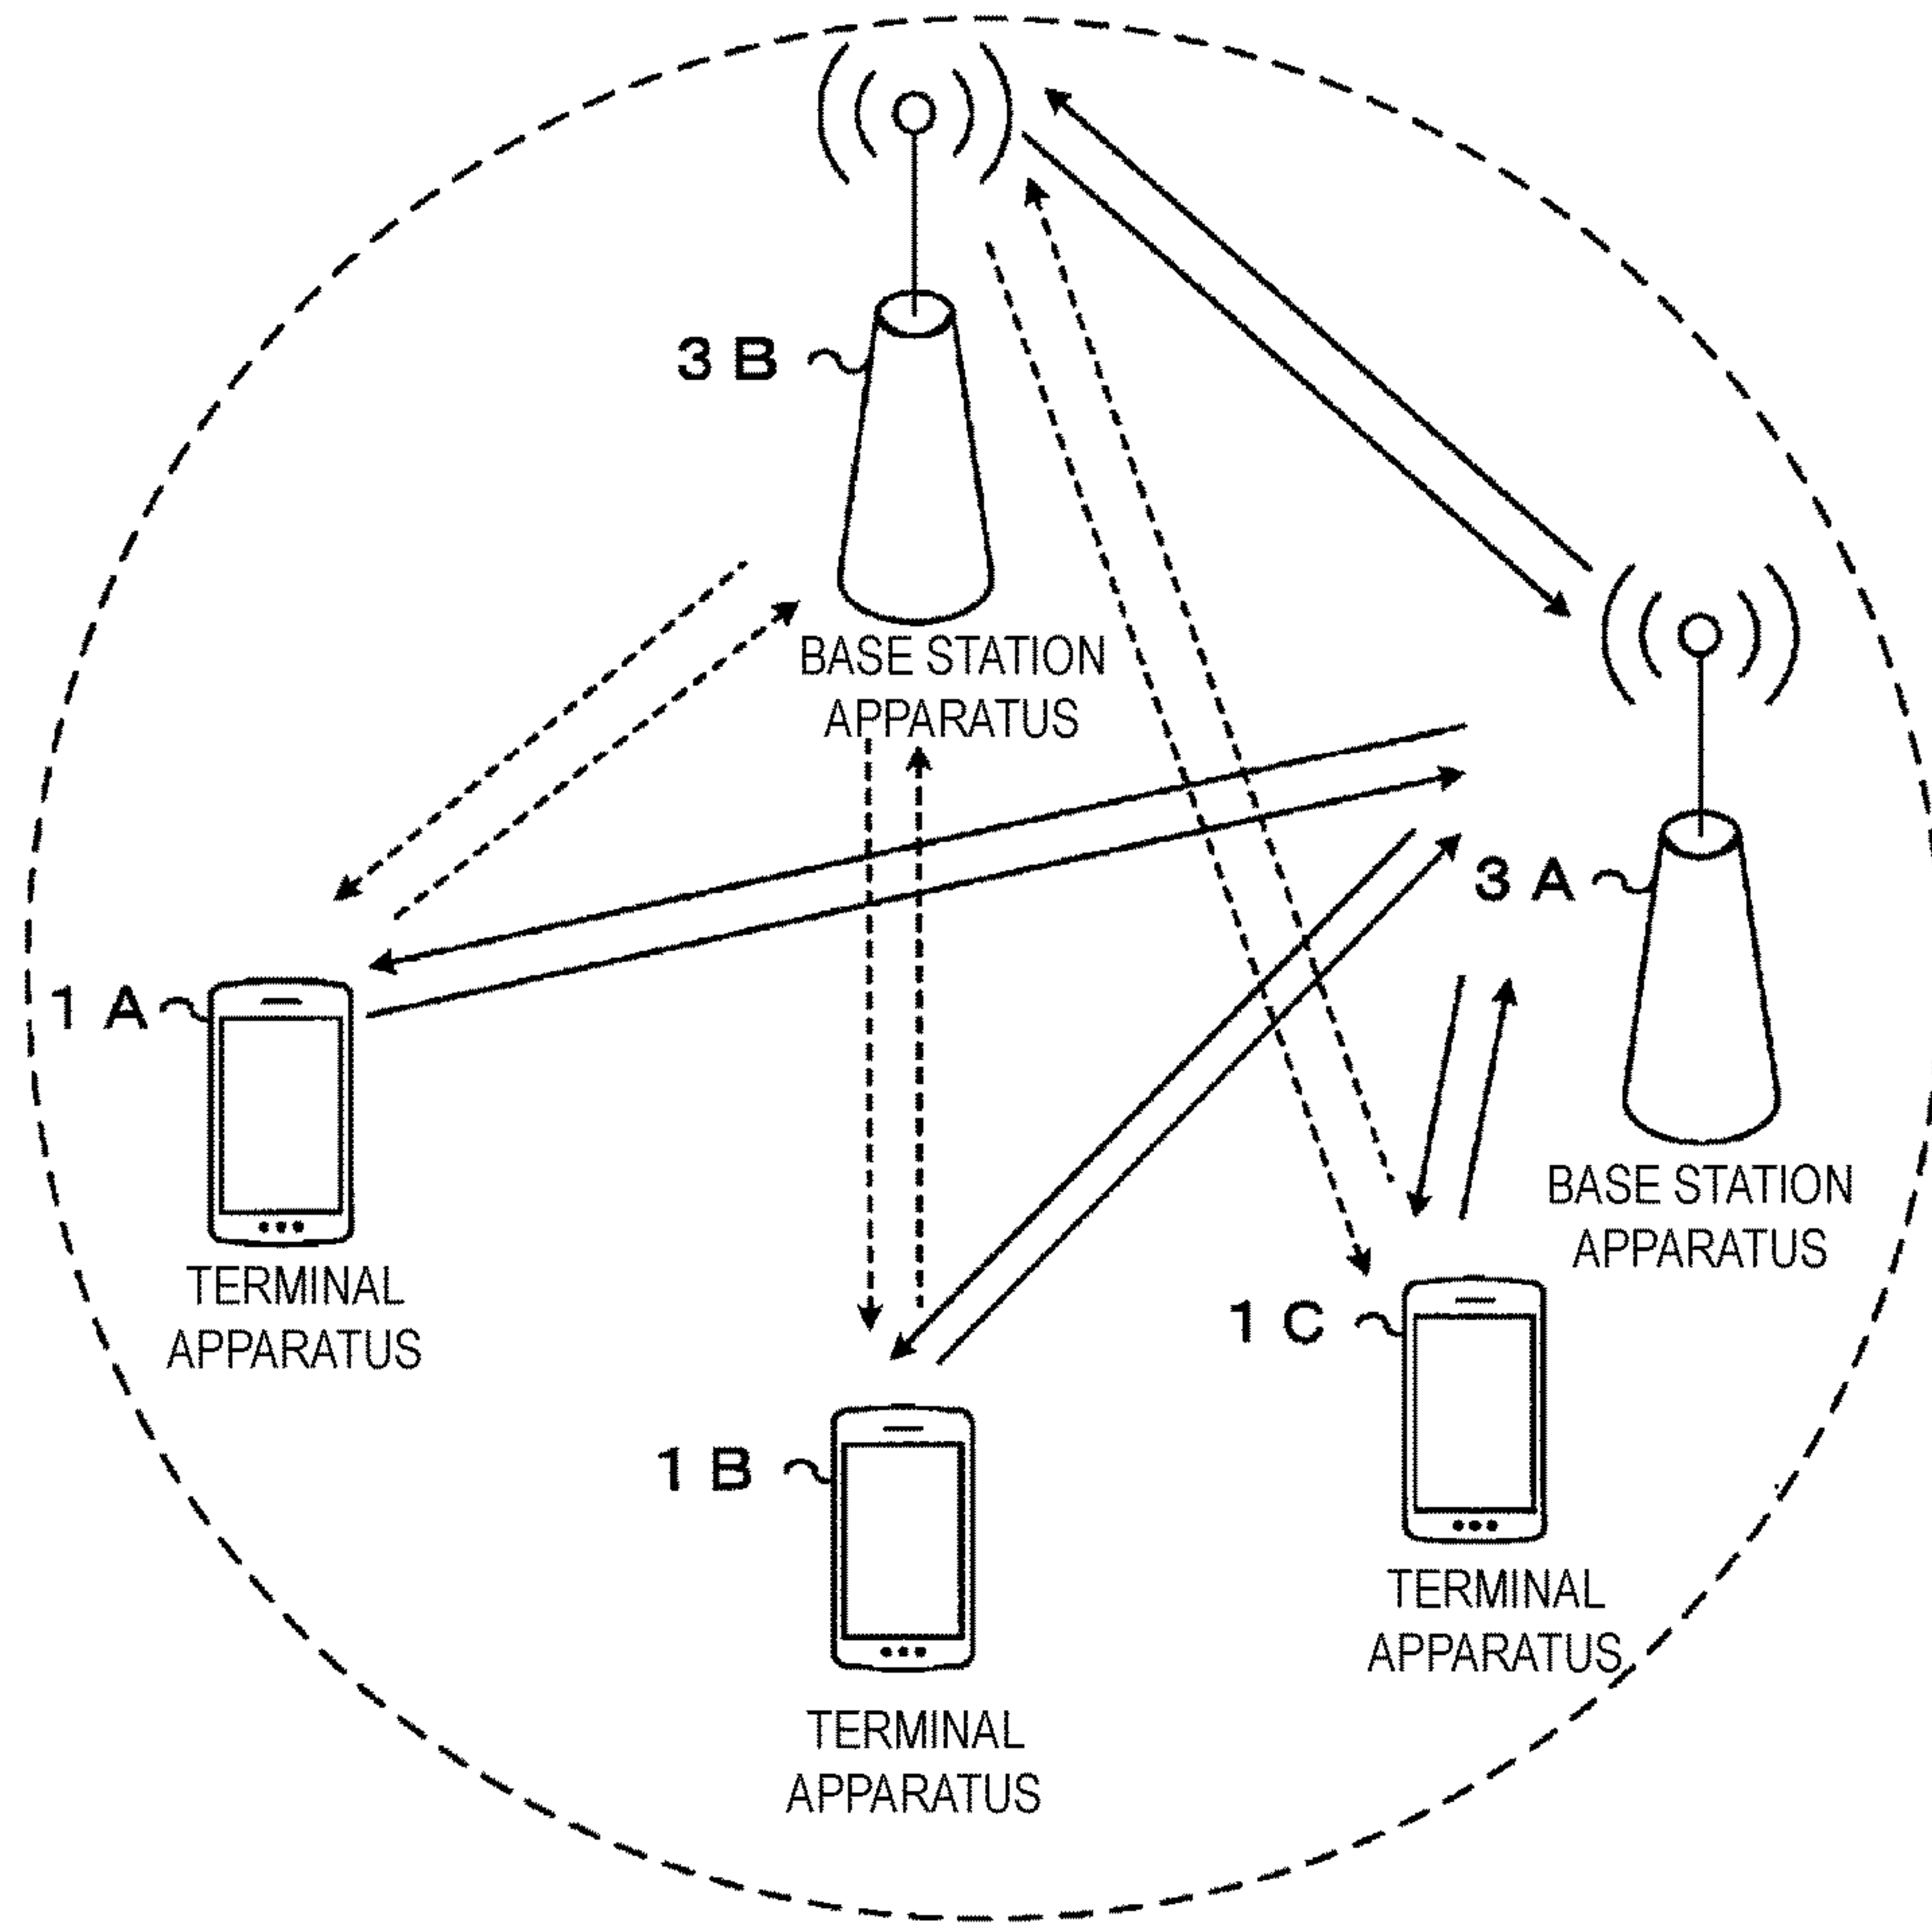 3 B
BASE STATION
APPARATUS
3 A
BASE STATION
APPARATUS
1 A
TERMINAL
APPARATUS
1 C
TERMINAL
APPARATUS
1 B
TERMINAL
APPARATUS